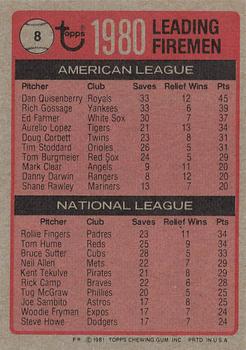 8 Topps 1980 LEADING
FIREMEN
AMERICAN LEAGUE
Pitcher Club Saves Relief Wins Pts
Dan Quisenberry Royals 33 12 45
Rich Gossage Yankees 33 6 39
Ed Farmer White Sox 30 7 37
Aurelio Lopez Tigers 21 13 34
Doug Corbett Twins 23 8 31
Tim Stoddard Orioles 26 5 31
Tom Burgmeier Red Sox 24 5 29
Mark Clear Angels 9 11 20
Danny Darwin Rangers 8 12 20
Shane Rawley Mariners 13 7 20
NATIONAL LEAGUE
Pitcher Club Saves Relief Wins Pts
Rollie Fingers Padres 23 11 34
Tom Hume Reds 25 9 34
Bruce Sutter Cubs 28 5 33
Neil Allen Mets 22 7 29
Kent Tekulve Pirates 21 8 29
Rick Camp Braves 22 6 28
Tug McGraw Phillies 20 5 25
Joe Sambito Astros 17 8 25
Woodie Fryman Expos 17 7 24
Steve Howe Dodgers 17 7 24
© 1981 TOPPS CHEWING GUM, INC. PRTD. IN U.S.A.